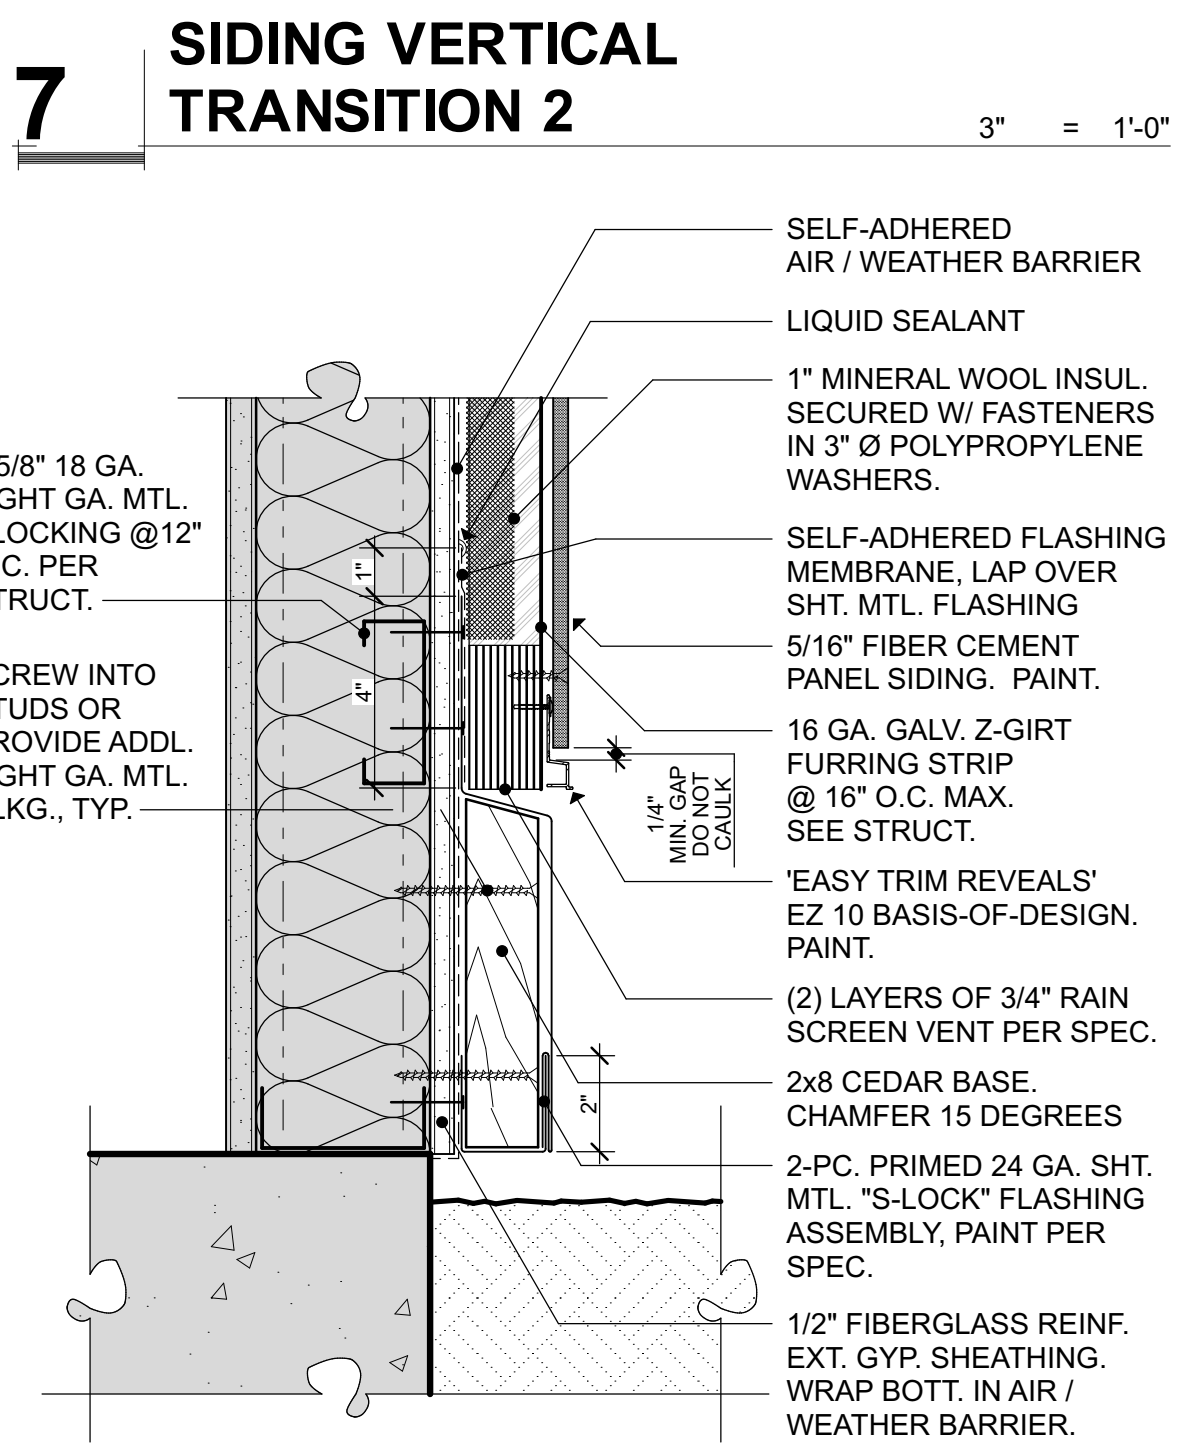 7
SIDING VERTICAL
TRANSITION 2
3" = 1'-0"
SELF-ADHERED
AIR / WEATHER BARRIER
LIQUID SEALANT
1" MINERAL WOOL INSUL.
SECURED W/ FASTENERS
IN 3" Ø POLYPROPYLENE
WASHERS.
SELF-ADHERED FLASHING
MEMBRANE, LAP OVER
SHT. MTL. FLASHING
5/16" FIBER CEMENT
PANEL SIDING. PAINT.
16 GA. GALV. Z-GIRT
FURRING STRIP
@ 16" O.C. MAX.
SEE STRUCT.
'EASY TRIM REVEALS'
EZ 10 BASIS-OF-DESIGN.
PAINT.
(2) LAYERS OF 3/4" RAIN
SCREEN VENT PER SPEC.
2x8 CEDAR BASE.
CHAMFER 15 DEGREES
2-PC. PRIMED 24 GA. SHT.
MTL. "S-LOCK" FLASHING
ASSEMBLY, PAINT PER
SPEC.
1/2" FIBERGLASS REINF.
EXT. GYP. SHEATHING.
WRAP BOTT. IN AIR /
WEATHER BARRIER.
5/8" 18 GA.
GHT GA. MTL.
LOCKING @12"
C. PER
TRUCT.
CREW INTO
TUDS OR
ROVIDE ADDL.
GHT GA. MTL.
LKG., TYP.
1"
4"
1/4"
MIN. GAP
DO NOT
CAULK
2"